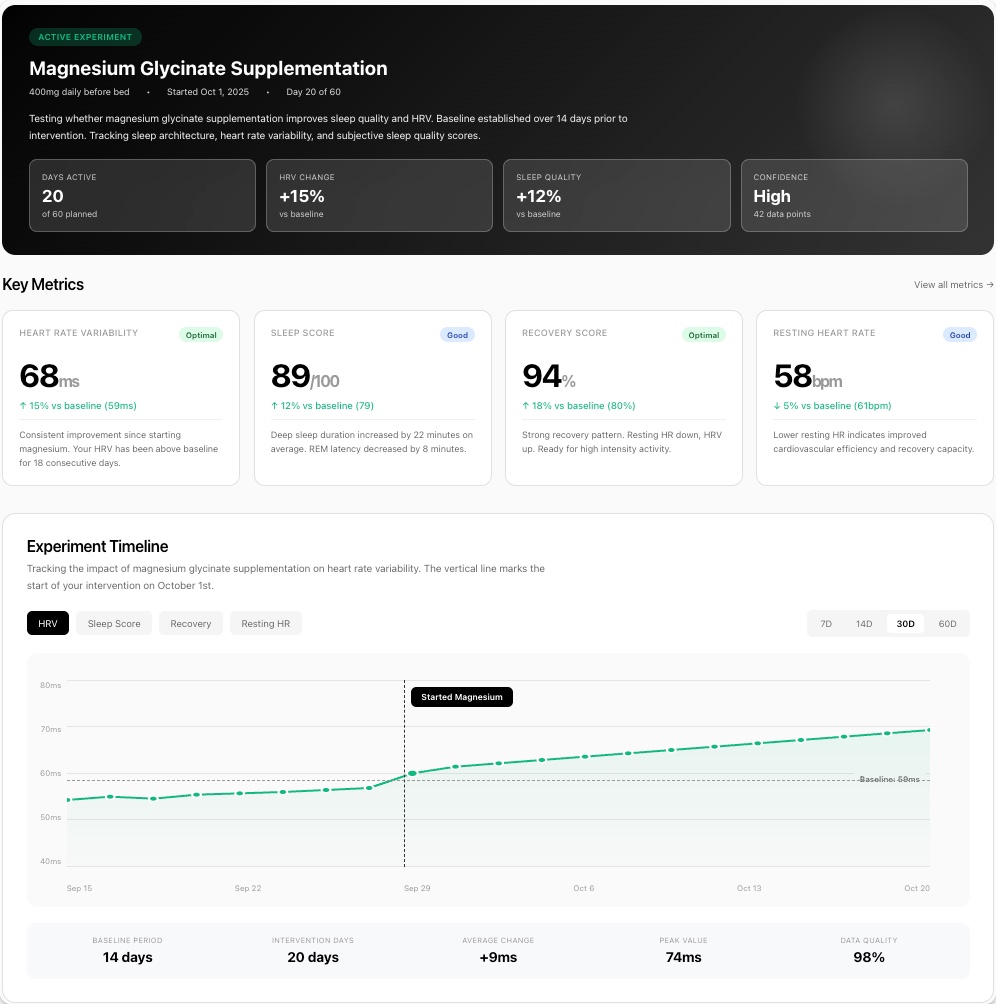 ACTIVE EXPERIMENT
Magnesium Glycinate Supplementation
400mg daily before bed • Started Oct 1, 2025 • Day 20 of 60
Testing whether magnesium glycinate supplementation improves sleep quality and HRV. Baseline established over 14 days prior to
intervention. Tracking sleep architecture, heart rate variability, and subjective sleep quality scores.
DAYS ACTIVE
20
of 60 planned
HRV CHANGE
+15%
vs baseline
SLEEP QUALITY
+12%
vs baseline
CONFIDENCE
High
42 data points
Key Metrics
View all metrics →
HEART RATE VARIABILITY
Optimal
68ms
↑ 15% vs baseline (59ms)
Consistent improvement since starting
magnesium. Your HRV has been above baseline
for 18 consecutive days.
SLEEP SCORE
Good
89/100
↑ 12% vs baseline (79)
Deep sleep duration increased by 22 minutes on
average. REM latency decreased by 8 minutes.
RECOVERY SCORE
Optimal
94%
↑ 18% vs baseline (80%)
Strong recovery pattern. Resting HR down, HRV
up. Ready for high intensity activity.
RESTING HEART RATE
Good
58bpm
↓ 5% vs baseline (61bpm)
Lower resting HR indicates improved
cardiovascular efficiency and recovery capacity.
Experiment Timeline
Tracking the impact of magnesium glycinate supplementation on heart rate variability. The vertical line marks the
start of your intervention on October 1st.
HRV Sleep Score Recovery Resting HR
7D 14D 30D 60D
80ms
70ms
60ms
50ms
40ms
Started Magnesium
Baseline: 59ms
Sep 15 Sep 22 Sep 29 Oct 6 Oct 13 Oct 20
BASELINE PERIOD
14 days
INTERVENTION DAYS
20 days
AVERAGE CHANGE
+9ms
PEAK VALUE
74ms
DATA QUALITY
98%